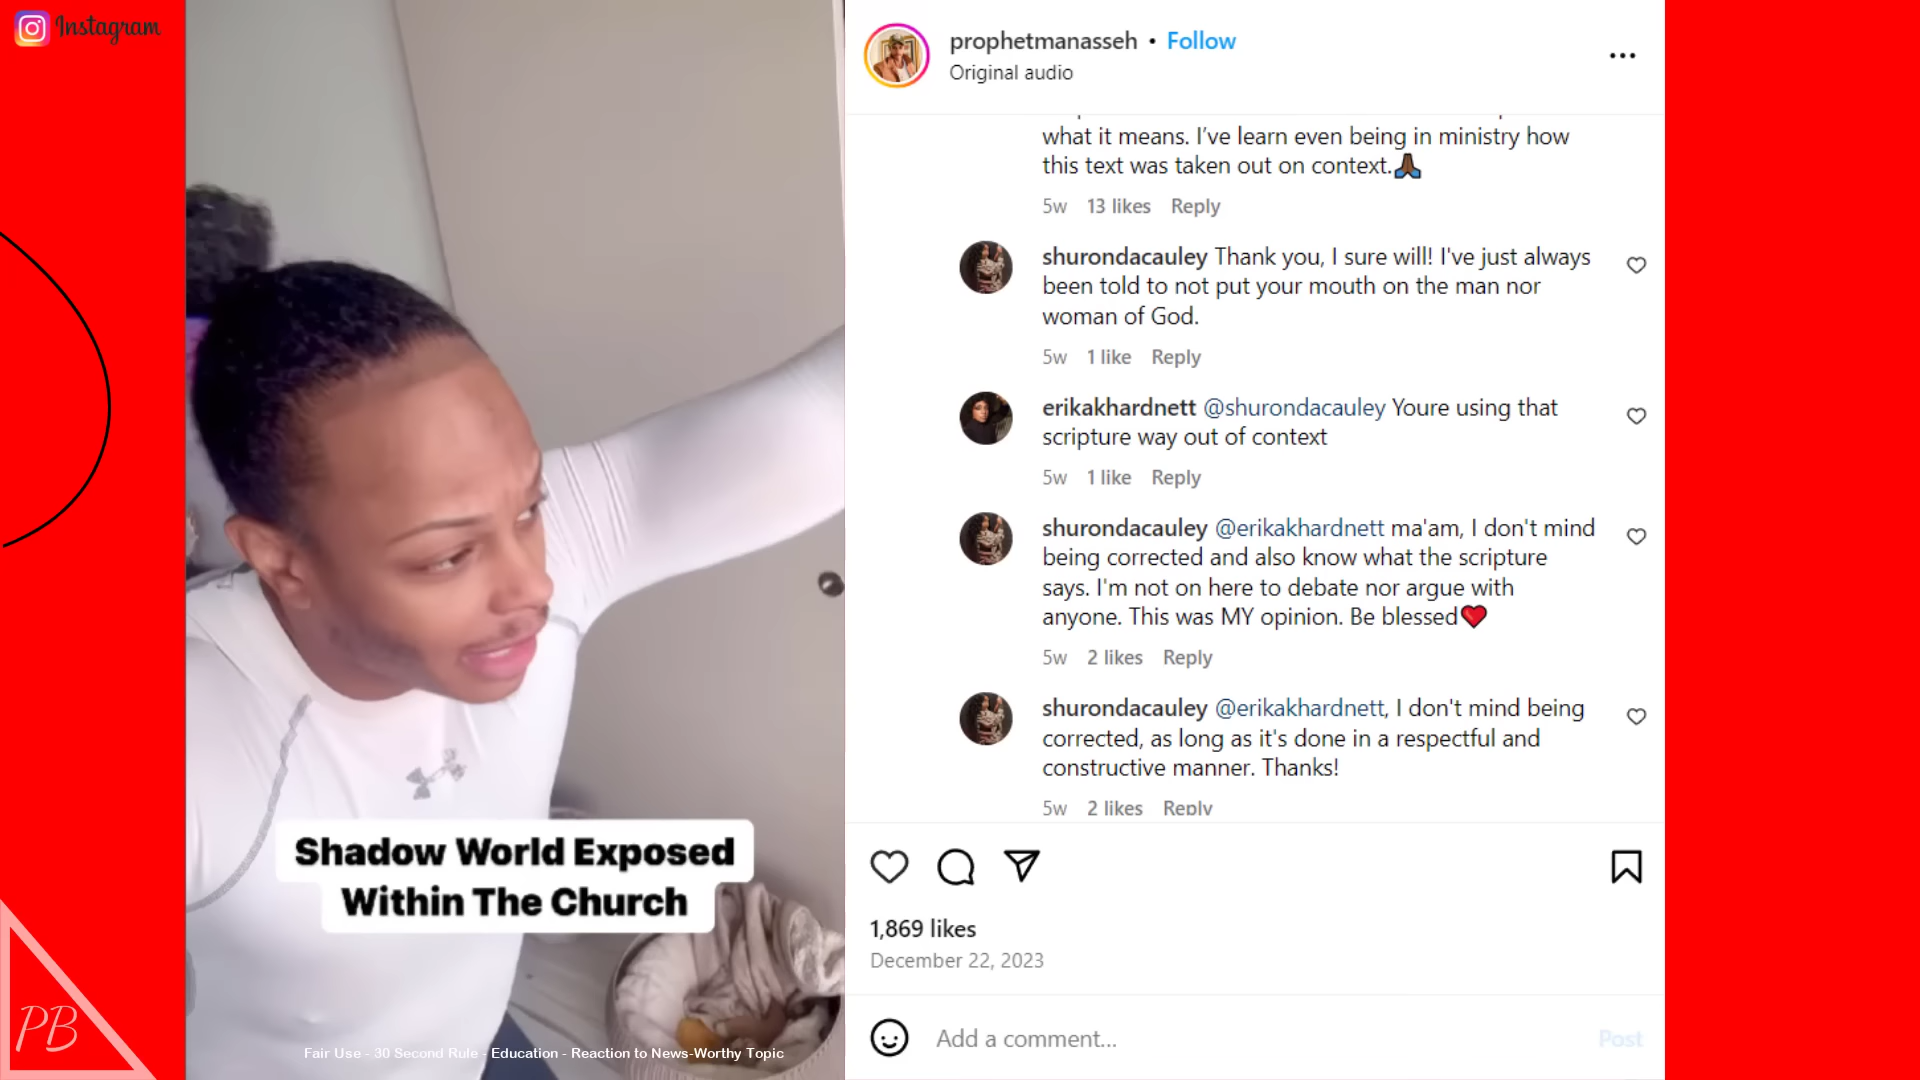 Instagram
prophetmanasseh • Follow
Original audio
what it means. I’ve learn even being in ministry how
this text was taken out on context.🙏🏾
5w 13 likes Reply
shurondacauley Thank you, I sure will! I've just always
been told to not put your mouth on the man nor
woman of God.
5w 1 like Reply
erikakhardnett @shurondacauley Youre using that
scripture way out of context
5w 1 like Reply
shurondacauley @erikakhardnett ma'am, I don't mind
being corrected and also know what the scripture
says. I'm not on here to debate nor argue with
anyone. This was MY opinion. Be blessed❤️
5w 2 likes Reply
shurondacauley @erikakhardnett, I don't mind being
corrected, as long as it's done in a respectful and
constructive manner. Thanks!
5w 2 likes Reply
Shadow World Exposed
Within The Church
1,869 likes
December 22, 2023
Add a comment...
Post
PB
Fair Use - 30 Second Rule - Education - Reaction to News-Worthy Topic